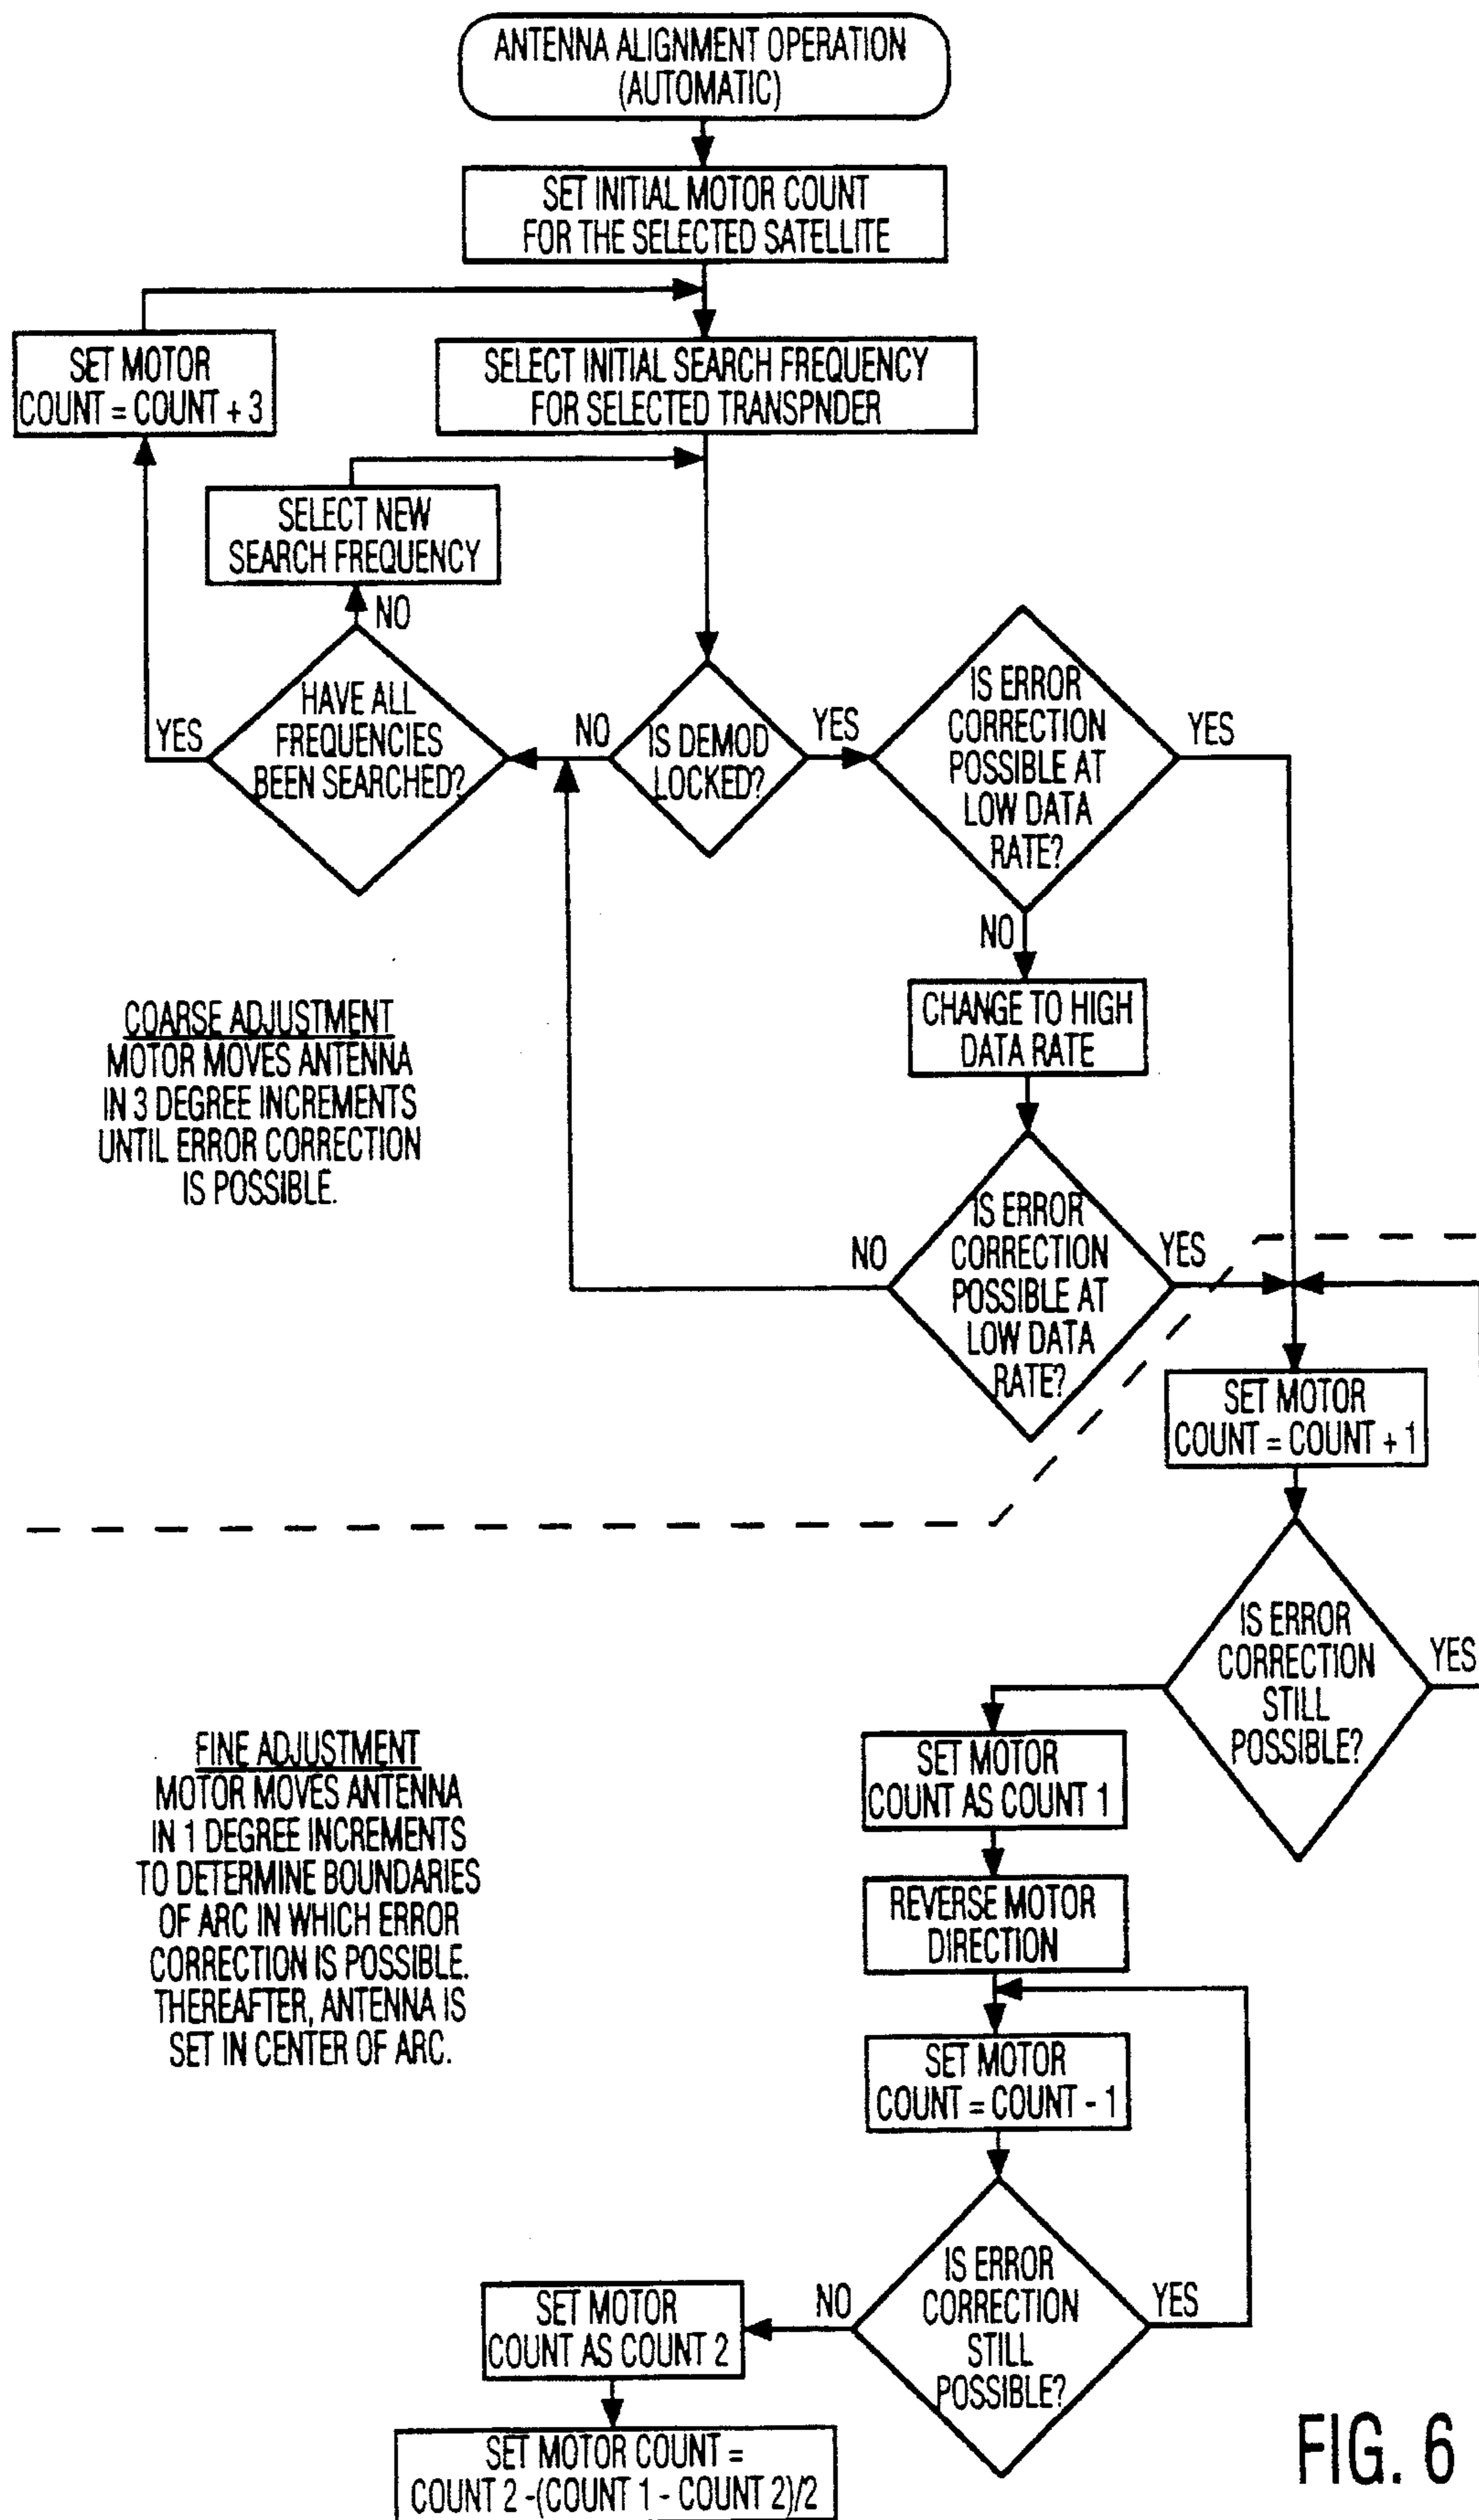 ANTENNA ALIGNMENT OPERATION
(AUTOMATIC)
SET INITIAL MOTOR COUNT
FOR THE SELECTED SATELLITE
SET MOTOR
COUNT = COUNT + 3
SELECT INITIAL SEARCH FREQUENCY
FOR SELECTED TRANSPNDER
SELECT NEW
SEARCH FREQUENCY
NO
HAVE ALL
FREQUENCIES
BEEN SEARCHED?
YES
NO
IS DEMOD
LOCKED?
YES
IS ERROR
CORRECTION
POSSIBLE AT
LOW DATA
RATE?
YES
NO
CHANGE TO HIGH
DATA RATE
COARSE ADJUSTMENT
MOTOR MOVES ANTENNA
IN 3 DEGREE INCREMENTS
UNTIL ERROR CORRECTION
IS POSSIBLE.
NO
IS ERROR
CORRECTION
POSSIBLE AT
LOW DATA
RATE?
YES
SET MOTOR
COUNT = COUNT + 1
IS ERROR
CORRECTION
STILL
POSSIBLE?
YES
SET MOTOR
COUNT AS COUNT 1
REVERSE MOTOR
DIRECTION
FINE ADJUSTMENT
MOTOR MOVES ANTENNA
IN 1 DEGREE INCREMENTS
TO DETERMINE BOUNDARIES
OF ARC IN WHICH ERROR
CORRECTION IS POSSIBLE.
THEREAFTER, ANTENNA IS
SET IN CENTER OF ARC.
SET MOTOR
COUNT = COUNT - 1
IS ERROR
CORRECTION
STILL
POSSIBLE?
YES
NO
SET MOTOR
COUNT AS COUNT 2
SET MOTOR COUNT =
COUNT 2 -(COUNT 1 - COUNT 2)/2
FIG. 6